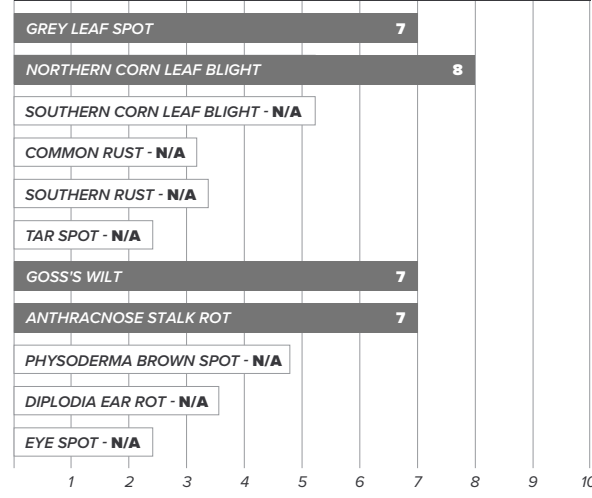 GREY LEAF SPOT 7
NORTHERN CORN LEAF BLIGHT 8
SOUTHERN CORN LEAF BLIGHT - N/A
COMMON RUST - N/A
SOUTHERN RUST - N/A
TAR SPOT - N/A
GOSS'S WILT 7
ANTHRACNOSE STALK ROT 7
PHYSODERMA BROWN SPOT - N/A
DIPLODIA EAR ROT - N/A
EYE SPOT - N/A
1 2 3 4 5 6 7 8 9 10